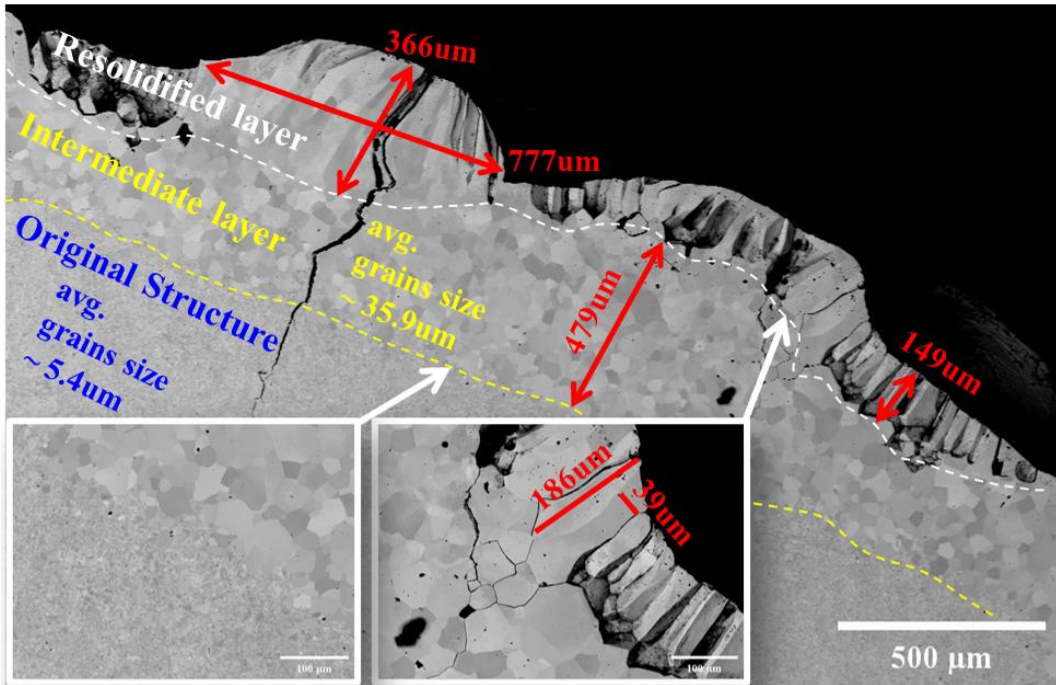 366um
Resolidified layer
777um
Intermediate layer
Original Structure
avg.
grains size
~ 35.9um
avg.
grains size
~ 5.4um
479um
149um
186um
39um
100 μm
100 μm
500 μm